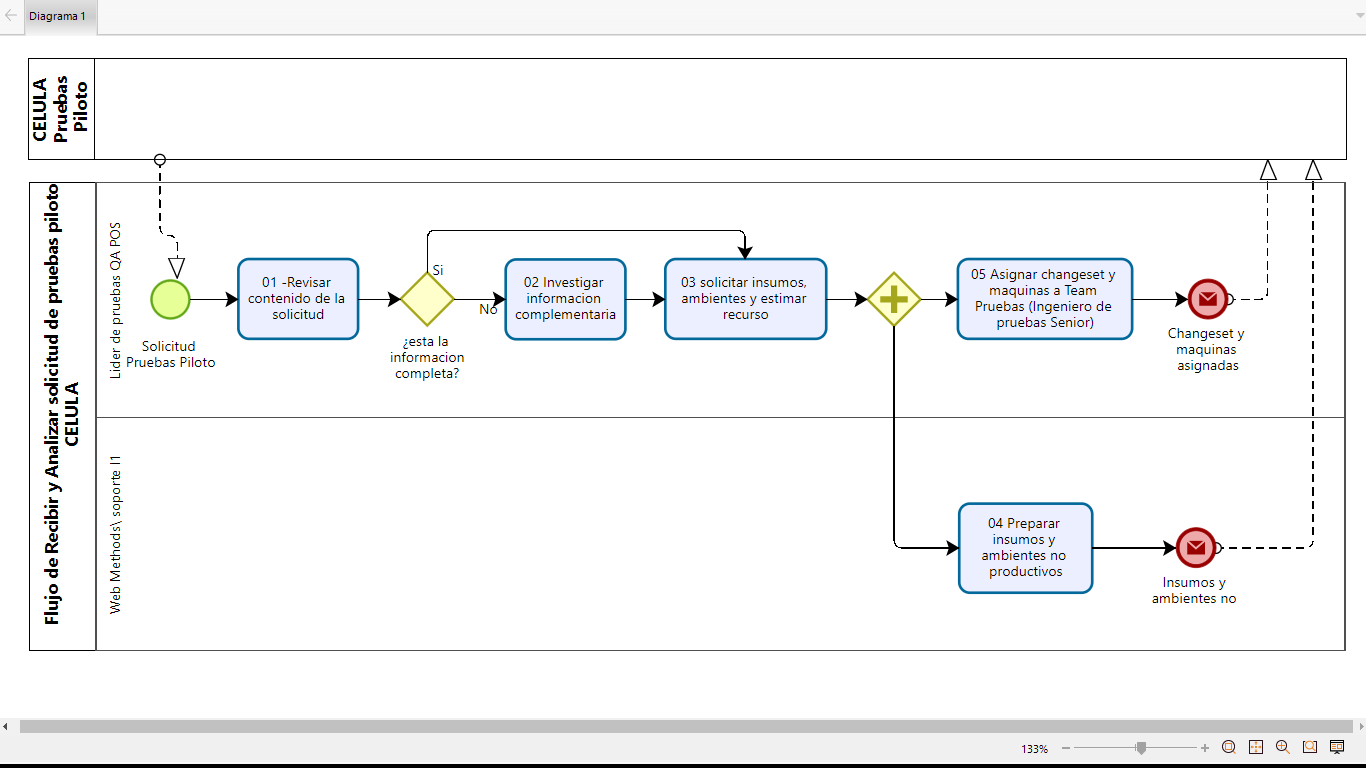 Diagrama 1
CELULA
Pruebas
Piloto
Flujo de Recibir y Analizar solicitud de pruebas piloto
CELULA
Lider de pruebas QA POS
Solicitud
Pruebas Piloto
01 -Revisar
contenido de la
solicitud
Si
No
¿esta la
informacion
completa?
02 Investigar
informacion
complementaria
03 solicitar insumos,
ambientes y estimar
recurso
05 Asignar changeset y
maquinas a Team
Pruebas (Ingeniero de
pruebas Senior)
Changeset y
maquinas
asignadas
Web Methods\ soporte I1
04 Preparar
insumos y
ambientes no
productivos
Insumos y
ambientes no
133%